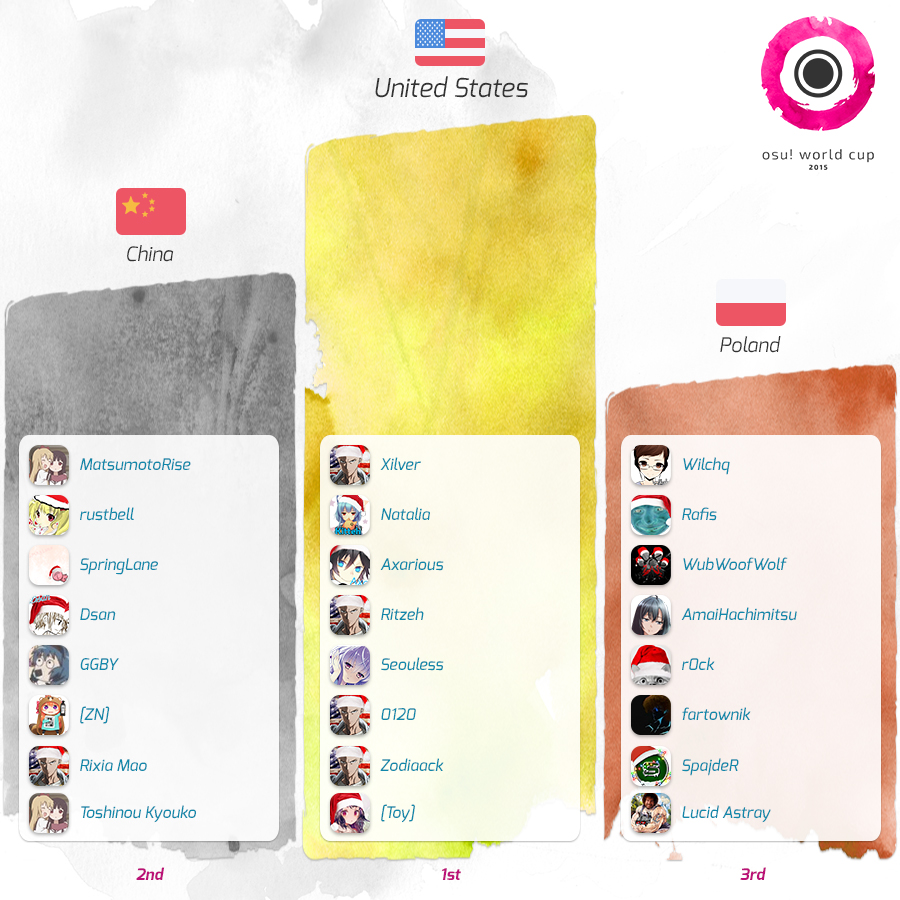 United States
osu! world cup
2015
China
Poland
MatsumotoRise
rustbell
SpringLane
Dsan
GGBY
[ZN]
Rixia Mao
Toshinou Kyouko
2nd
Xilver
Natalia
Axarious
Ritzeh
Seouless
0120
Zodiaack
[Toy]
1st
Wilchq
Rafis
WubWoofWolf
AmaiHachimitsu
r0ck
fartownik
SpajdeR
Lucid Astray
3rd